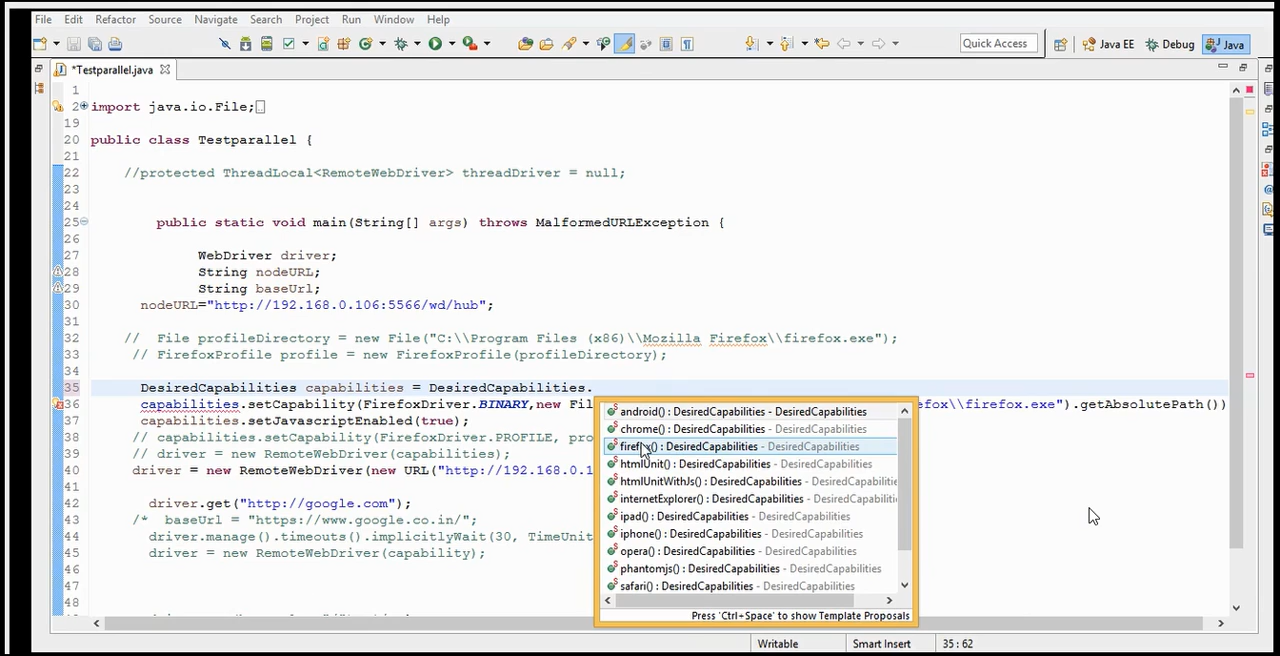 File Edit Refactor Source Navigate Search Project Run Window Help
Quick Access Java EE Debug Java
*Testparallel.java
1
2 import java.io.File;
19
20 public class Testparallel {
21
22 //protected ThreadLocal<RemoteWebDriver> threadDriver = null;
23
24
25 public static void main(String[] args) throws MalformedURLException {
26
27 WebDriver driver;
28 String nodeURL;
29 String baseUrl;
30 nodeURL="http://192.168.0.106:5566/wd/hub";
31
32 // File profileDirectory = new File("C:\\Program Files (x86)\\Mozilla Firefox\\firefox.exe");
33 // FirefoxProfile profile = new FirefoxProfile(profileDirectory);
34
35 DesiredCapabilities capabilities = DesiredCapabilities.
36 capabilities.setCapability(FirefoxDriver.BINARY,new Fil efox\\firefox.exe").getAbsolutePath())
37 capabilities.setJavascriptEnabled(true);
38 // capabilities.setCapability(FirefoxDriver.PROFILE, pro
39 // driver = new RemoteWebDriver(capabilities);
40 driver = new RemoteWebDriver(new URL("http://192.168.0.1
41
42 driver.get("http://google.com");
43 /* baseUrl = "https://www.google.co.in/";
44 driver.manage().timeouts().implicitlyWait(30, TimeUnit
45 driver = new RemoteWebDriver(capability);
46
47
48
android() : DesiredCapabilities - DesiredCapabilities
chrome() : DesiredCapabilities - DesiredCapabilities
firefox() : DesiredCapabilities - DesiredCapabilities
htmlUnit() : DesiredCapabilities - DesiredCapabilities
htmlUnitWithJs() : DesiredCapabilities - DesiredCapabilitie
internetExplorer() : DesiredCapabilities - DesiredCapabilitie
ipad() : DesiredCapabilities - DesiredCapabilities
iphone() : DesiredCapabilities - DesiredCapabilities
opera() : DesiredCapabilities - DesiredCapabilities
phantomjs() : DesiredCapabilities - DesiredCapabilities
safari() : DesiredCapabilities - DesiredCapabilities
Press 'Ctrl+Space' to show Template Proposals
Writable Smart Insert 35 : 62